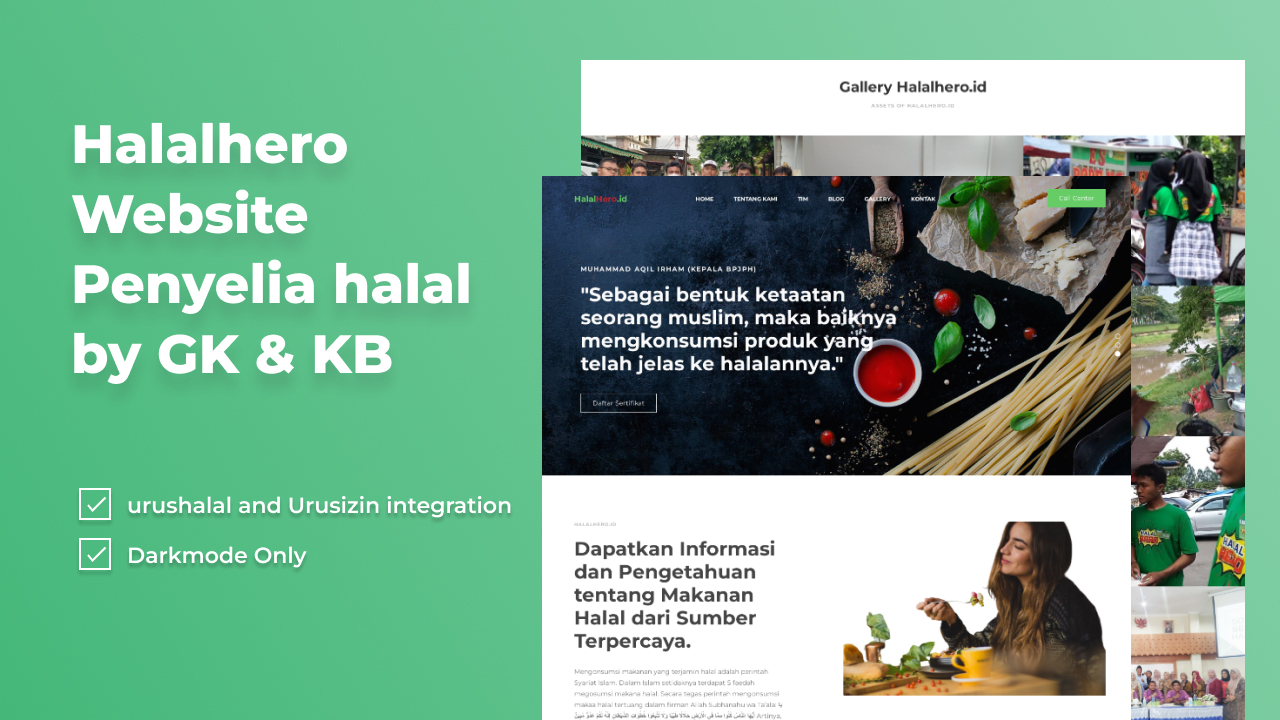 Halalhero
Website
Penyelia halal
by GK & KB
urushalal and Urusizin integration
Darkmode Only
Gallery Halalhero.id
ASSETS OF HALALHERO.ID
HalalHero.id
HOME TENTANG KAMI TIM BLOG GALLERY KONTAK
Call Center
MUHAMMAD AQIL IRHAM (KEPALA BPJPH)
"Sebagai bentuk ketaatan
seorang muslim, maka baiknya
mengkonsumsi produk yang
telah jelas ke halalannya."
Daftar Sertifikat
HALALHERO.ID
Dapatkan Informasi
dan Pengetahuan
tentang Makanan
Halal dari Sumber
Terpercaya.
Mengonsumsi makanan yang terjamin halal adalah perintah
Syariat Islam. Dalam Islam setidaknya terdapat 5 faedah
megosumsi makana halal. Secara tegas perintah mengonsumsi
makaa halal tertuang dalam firman Allah Subhanahu wa ta'ala:
Artinya,